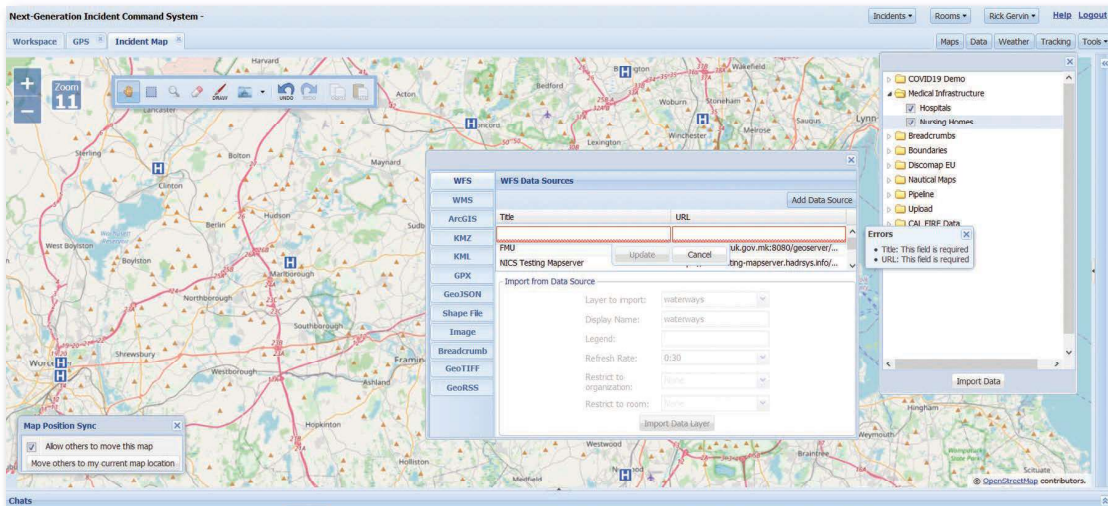 Next-Generation Incident Command System -
Incidents Rooms Rick Gervin Help Logout
Workspace GPS Incident Map
Maps Data Weather Tracking Tools
Zoom
11
DRAW UNDO
COVID19 Demo
Medical Infrastructure
Hospitals
Nursing Homes
Breadcrumbs
Boundaries
Discomap EU
Nautical Maps
Pipeline
Upload
CAL FIRE Data
Import Data
Errors
Title: This field is required
URL: This field is required
WFS
WMS
ArcGIS
KMZ
KML
GPX
GeoJSON
Shape File
Image
Breadcrumb
GeoTIFF
GeoRSS
WFS Data Sources
Add Data Source
Title URL
FMU uk.gov.mk:8080/geoserver/...
Update Cancel
NICS Testing Mapserver ting-mapserver.hadrsys.info/...
Import from Data Source
Layer to import: waterways
Display Name: waterways
Legend:
Refresh Rate: 0:30
Restrict to
organization: None
Restrict to room: None
Import Data Layer
Harvard
Acton
Bedford
Wakefield
Lancaster
Woburn
Stoneham
Saugus
Lynn
Winchester
Melrose
Lexington
Sterling
Bolton
Maynard
Clinton
Hudson
Berlin
West Boylston
Boylston
Marlborough
Northborough
Southborough
Shrewsbury
Westborough
Ashland
Hopkinton
Holliston
Medfield
Westwood
Braintree
Weymouth
Hingham
Scituate
Map Position Sync
Allow others to move this map
Move others to my current map location
© OpenStreetMap contributors.
Chats